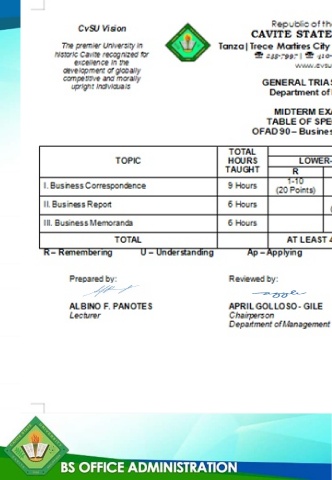 CvSU Vision
The premier University in
historic Cavite recognized for
excellence in the
development of globally
competitive and morally
upright individuals
Republic of the
CAVITE STATE
Tanza|Trece Martires City
www.cvsu
GENERAL TRIAS
Department of
MIDTERM EXA
TABLE OF SPE
OFAD 90 – Busines
TOPIC
TOTAL
HOURS
TAUGHT
LOWER-
R
I. Business Correspondence 9 Hours 1-10
(20 Points)
II. Business Report 6 Hours
III. Business Memoranda 6 Hours
TOTAL AT LEAST 4
R – Remembering U – Understanding Ap – Applying
Prepared by: Reviewed by:
ALBINO F. PANOTES APRIL GOLLOSO - GILE
Lecturer Chairperson
Department of Management
BS OFFICE ADMINISTRATION